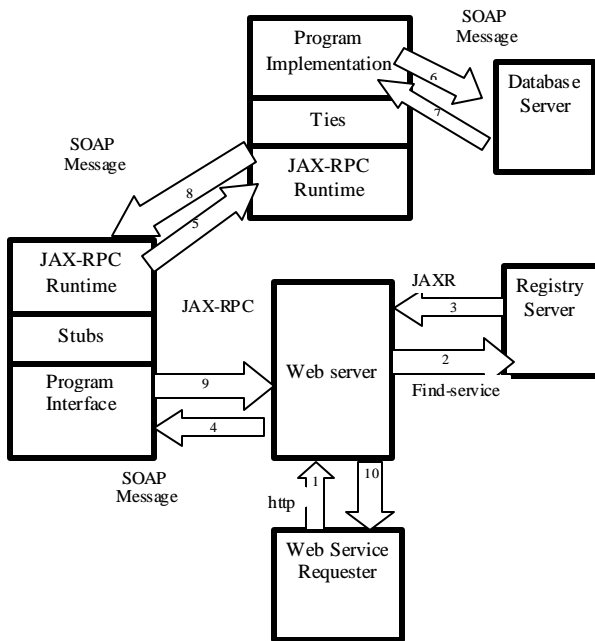 SOAP
Message
Program
Implementation
6
7
Database
Server
Ties
SOAP
Message
JAX-RPC
Runtime
8
5
JAX-RPC
Runtime
JAX-RPC
JAXR
3
Registry
Server
Stubs
Web server
2
Program
Interface
9
Find-service
4
SOAP
Message
http
1
10
Web Service
Requester